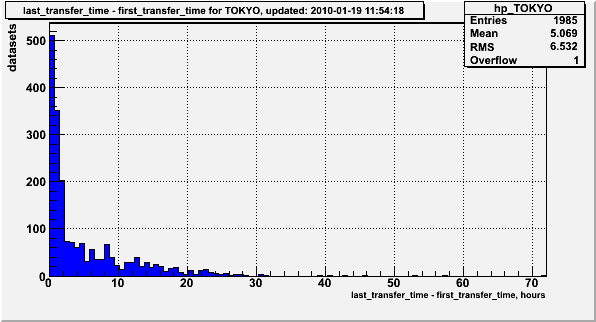 last_transfer_time - first_transfer_time for TOKYO, updated: 2010-01-19 11:54:18
hp_TOKYO
Entries 1985
Mean 5.069
RMS 6.532
Overflow 1
datasets
500
400
300
200
100
0
0 10 20 30 40 50 60 70
last_transfer_time - first_transfer_time, hours